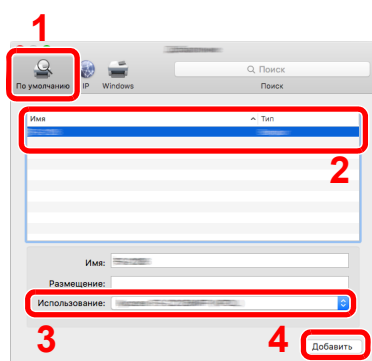 1
По умолчанию IP Windows
Поиск
Поиск
Имя Тип
2
Имя:
Размещение:
Использование:
3
4
Добавить